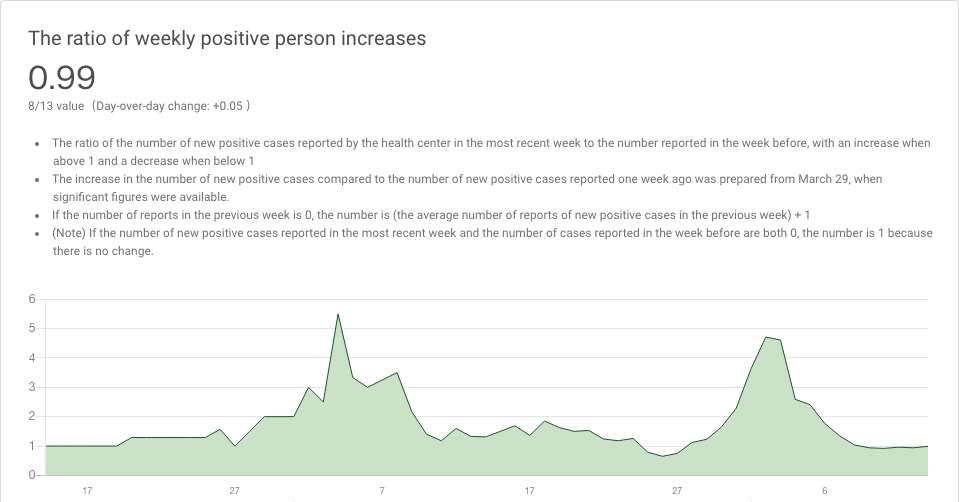 The ratio of weekly positive person increases
0.99
8/13 value （Day-over-day change: +0.05 ）
• The ratio of the number of new positive cases reported by the health center in the most recent week to the number reported in the week before, with an increase when
above 1 and a decrease when below 1
• The increase in the number of new positive cases compared to the number of new positive cases reported one week ago was prepared from March 29, when
significant figures were available.
• If the number of reports in the previous week is 0, the number is (the average number of reports of new positive cases in the previous week) + 1
• (Note) If the number of new positive cases reported in the most recent week and the number of cases reported in the week before are both 0, the number is 1 because
there is no change.
6
5
4
3
2
1
0
17 27 7 17 27 6